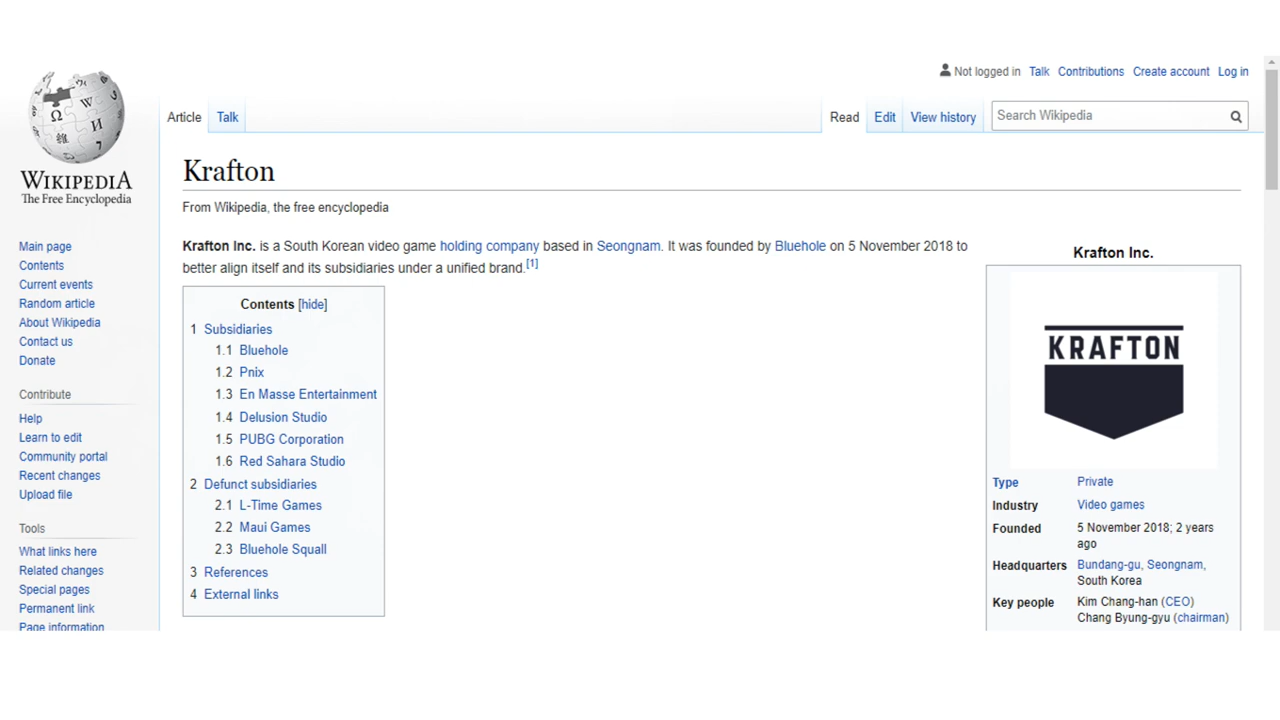 Not logged in Talk Contributions Create account Log in
Article Talk Read Edit View history Search Wikipedia
WIKIPEDIA
The Free Encyclopedia
Main page
Contents
Current events
Random article
About Wikipedia
Contact us
Donate
Contribute
Help
Learn to edit
Community portal
Recent changes
Upload file
Tools
What links here
Related changes
Special pages
Permanent link
Page information
Krafton
From Wikipedia, the free encyclopedia
Krafton Inc. is a South Korean video game holding company based in Seongnam. It was founded by Bluehole on 5 November 2018 to
better align itself and its subsidiaries under a unified brand.[1]
Contents [hide]
1 Subsidiaries
1.1 Bluehole
1.2 Pnix
1.3 En Masse Entertainment
1.4 Delusion Studio
1.5 PUBG Corporation
1.6 Red Sahara Studio
2 Defunct subsidiaries
2.1 L-Time Games
2.2 Maui Games
2.3 Bluehole Squall
3 References
4 External links
Krafton Inc.
KRAFTON
Type Private
Industry Video games
Founded 5 November 2018; 2 years
ago
Headquarters Bundang-gu, Seongnam,
South Korea
Key people Kim Chang-han (CEO)
Chang Byung-gyu (chairman)